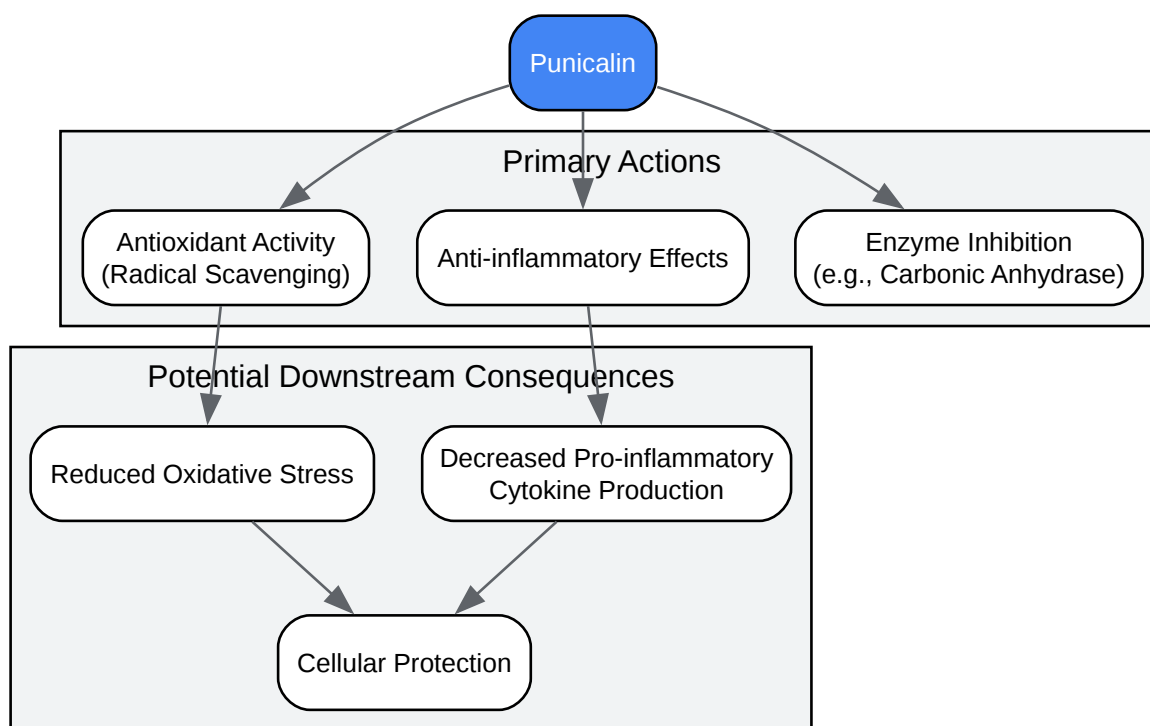 Punicalin
Primary Actions
Antioxidant Activity
(Radical Scavenging)
Anti-inflammatory Effects
Enzyme Inhibition
(e.g., Carbonic Anhydrase)
Potential Downstream Consequences
Reduced Oxidative Stress
Decreased Pro-inflammatory
Cytokine Production
Cellular Protection